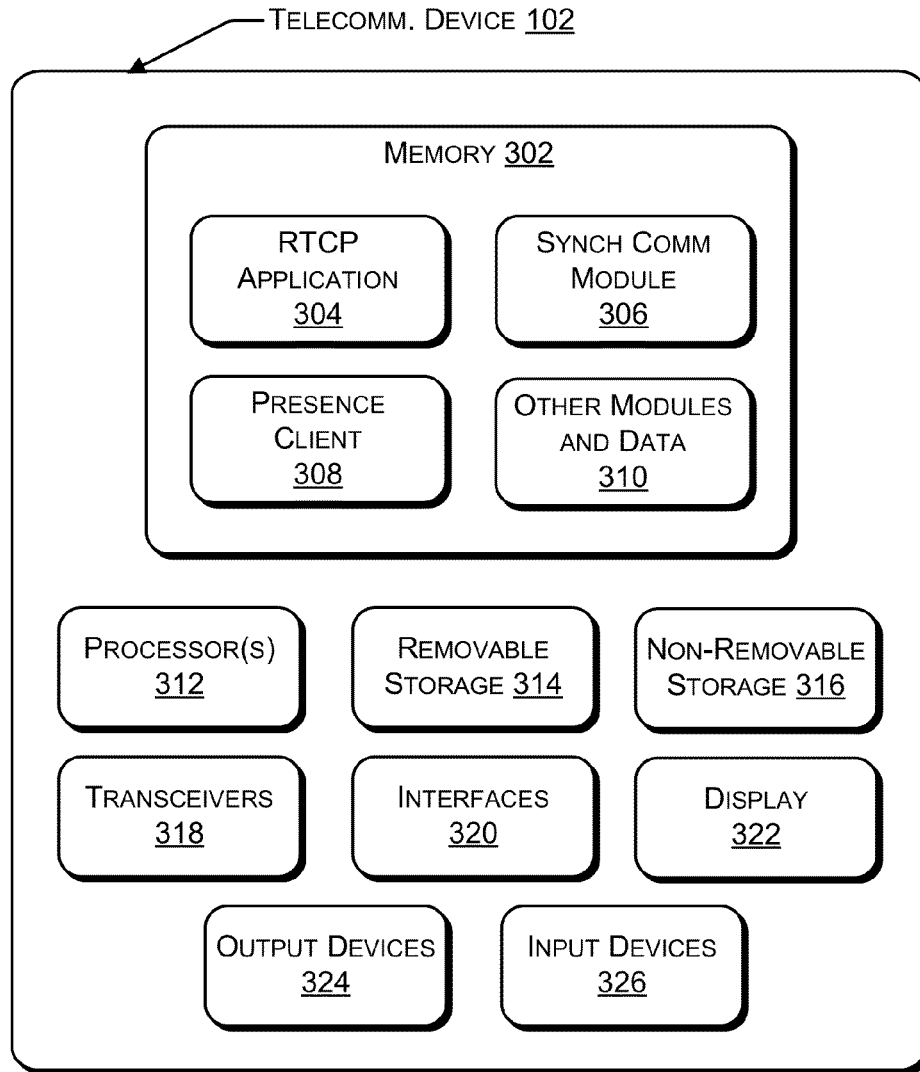 TELECOMM. DEVICE 102
MEMORY 302
RTCP
APPLICATION
304
SYNCH COMM
MODULE
306
PRESENCE
CLIENT
308
OTHER MODULES
AND DATA
310
PROCESSOR(S)
312
REMOVABLE
STORAGE 314
NON-REMOVABLE
STORAGE 316
TRANSCEIVERS
318
INTERFACES
320
DISPLAY
322
OUTPUT DEVICES
324
INPUT DEVICES
326